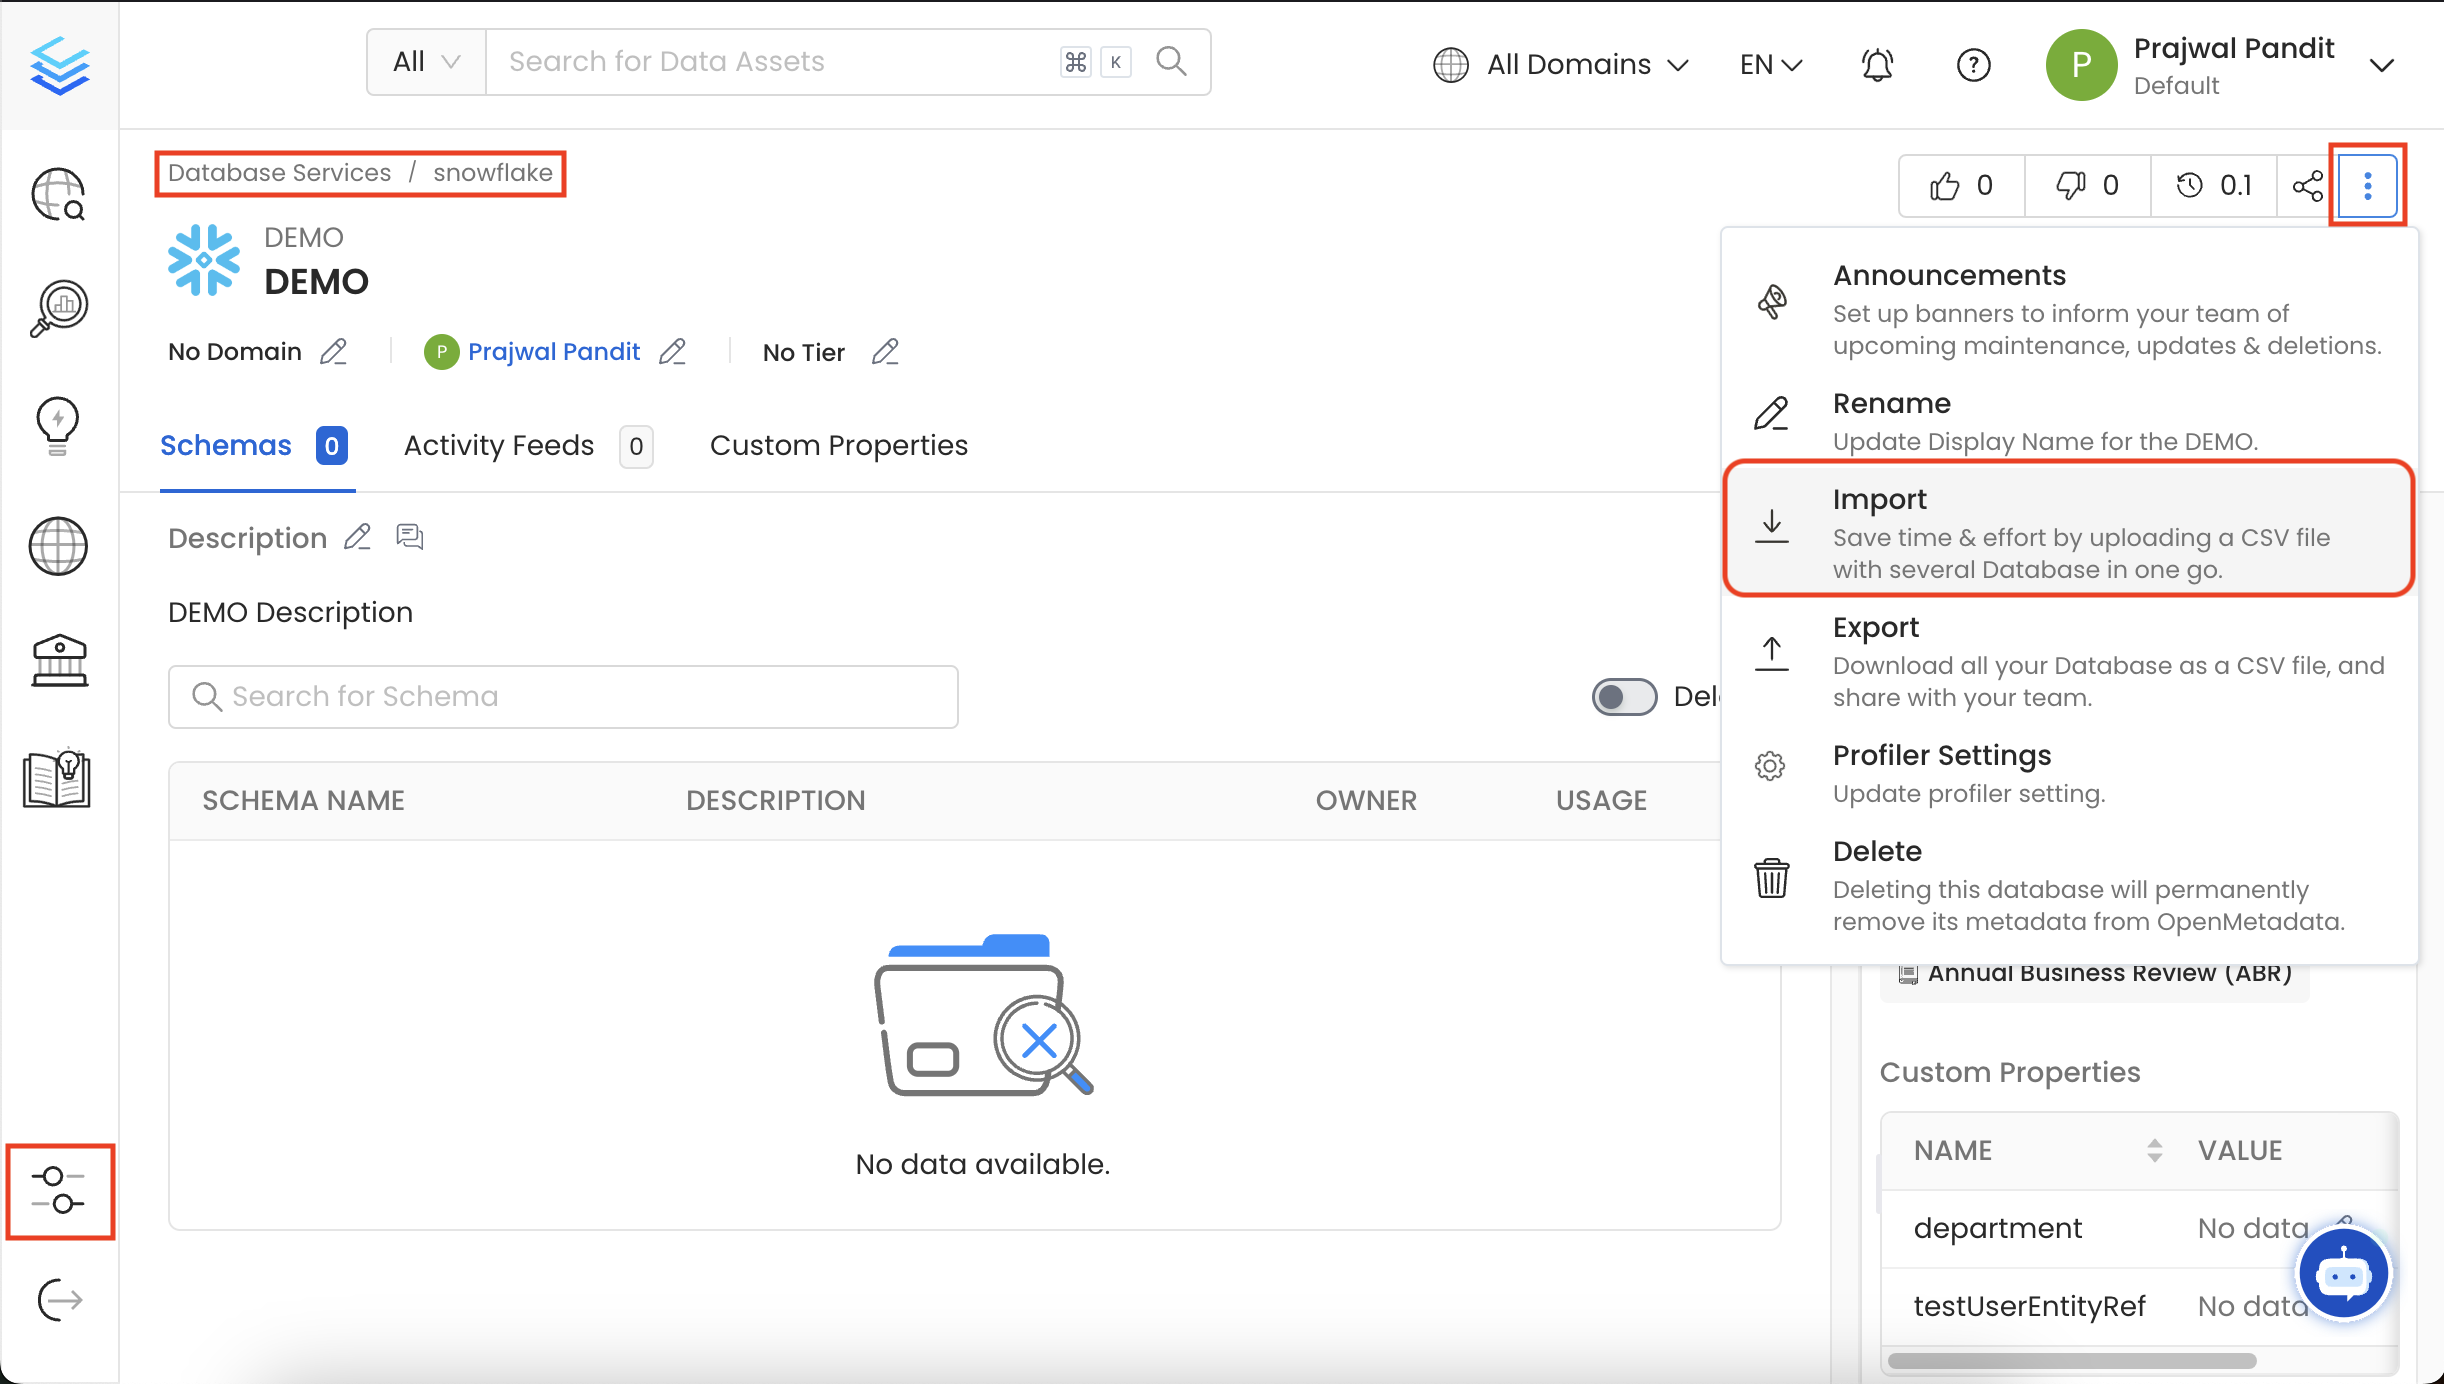 All
Search for Data Assets
⌘ K
All Domains
EN
P
Prajwal Pandit
Default
Database Services / snowflake
0
0
0.1
DEMO
DEMO
No Domain
P Prajwal Pandit
No Tier
Schemas 0
Activity Feeds 0
Custom Properties
Description
DEMO Description
Search for Schema
Del
SCHEMA NAME
DESCRIPTION
OWNER
USAGE
No data available.
Announcements
Set up banners to inform your team of
upcoming maintenance, updates & deletions.
Rename
Update Display Name for the DEMO.
Import
Save time & effort by uploading a CSV file
with several Database in one go.
Export
Download all your Database as a CSV file, and
share with your team.
Profiler Settings
Update profiler setting.
Delete
Deleting this database will permanently
remove its metadata from OpenMetadata.
Annual Business Review (ABR)
Custom Properties
NAME
VALUE
department
No data
testUserEntityRef
No data